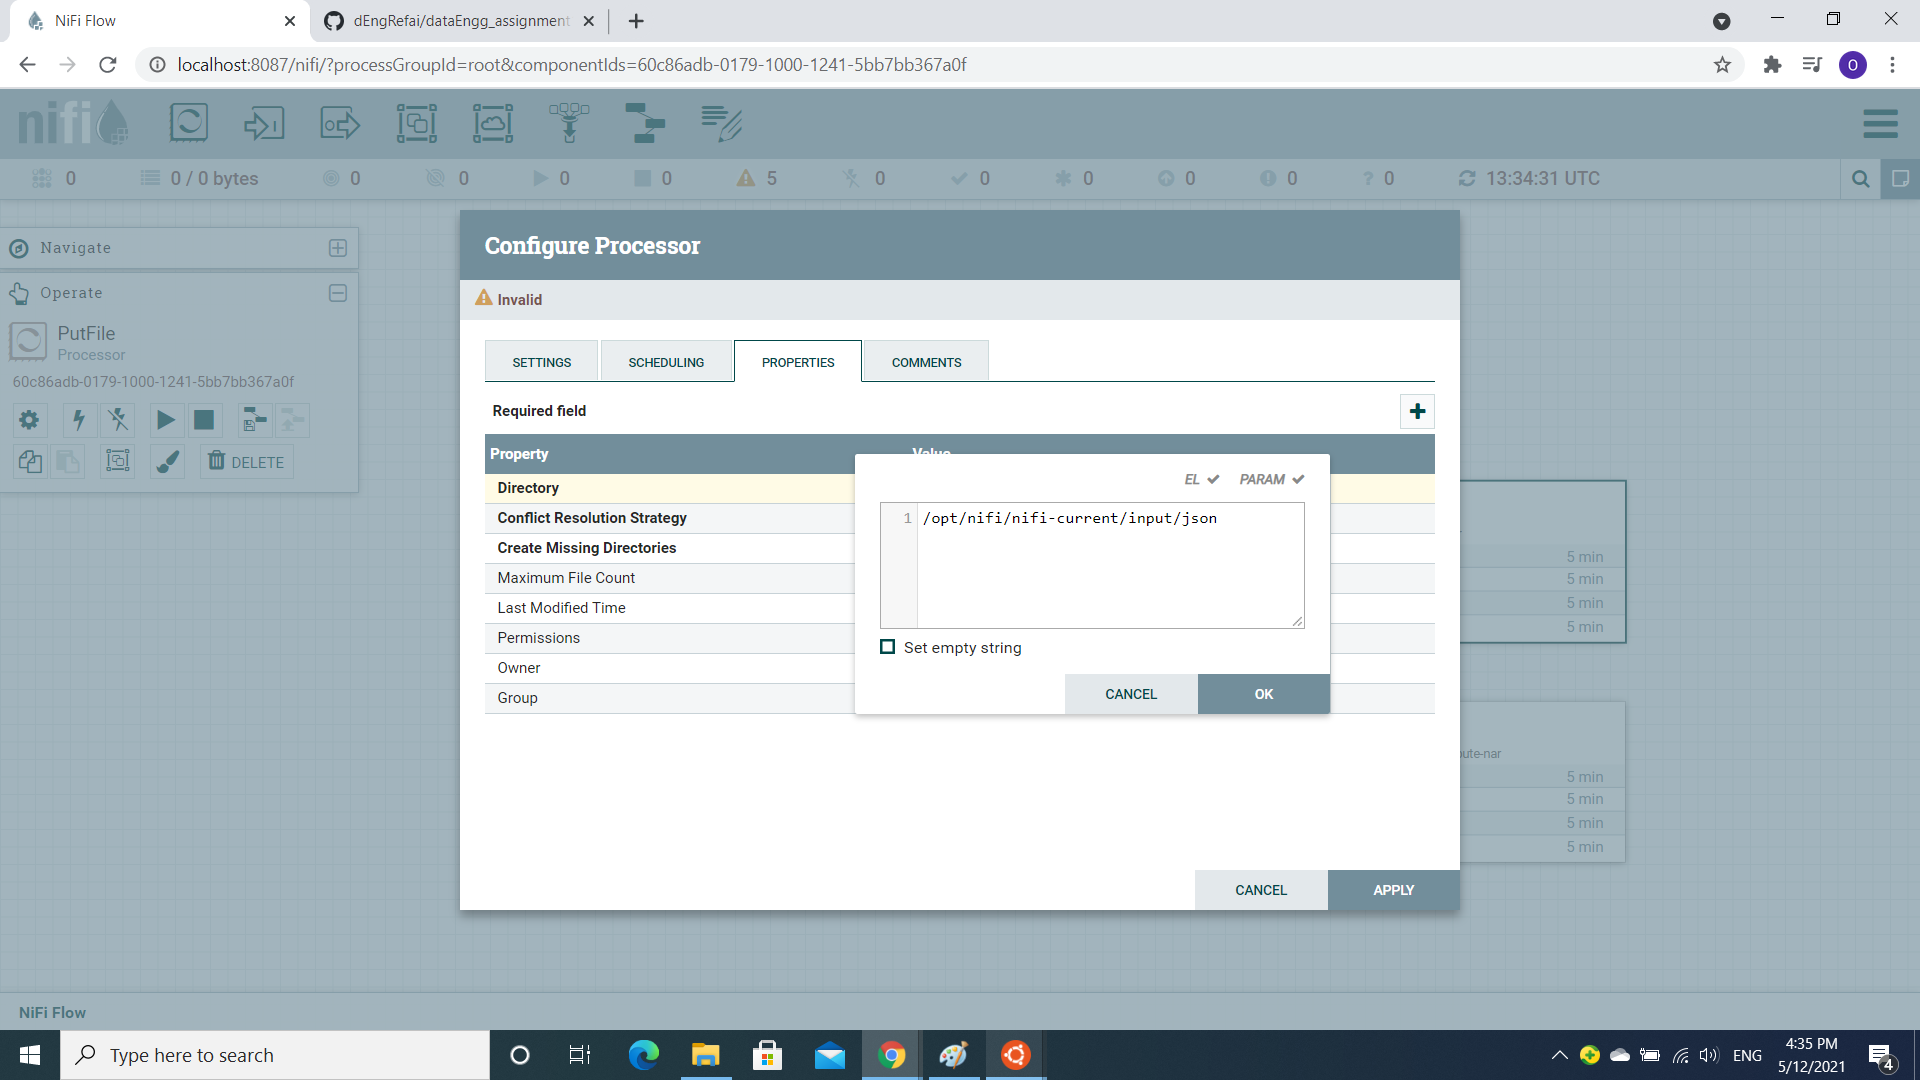 NiFi Flow
dEngRefai/dataEngg_assignment
localhost:8087/nifi/?processGroupId=root&componentIds=60c86adb-0179-1000-1241-5bb7bb367a0f
O
nifi
0
0 / 0 bytes
0
0
0
0
5
0
0
0
0
0
? 0
13:34:31 UTC
Navigate
Operate
PutFile
Processor
60c86adb-0179-1000-1241-5bb7bb367a0f
DELETE
Configure Processor
Invalid
SETTINGS
SCHEDULING
PROPERTIES
COMMENTS
Required field
Property
Value
Directory
Conflict Resolution Strategy
Create Missing Directories
Maximum File Count
Last Modified Time
Permissions
Owner
Group
EL
PARAM
1
/opt/nifi/nifi-current/input/json
Set empty string
CANCEL
OK
5 min
5 min
5 min
5 min
bute-nar
5 min
5 min
5 min
5 min
CANCEL
APPLY
NiFi Flow
Type here to search
ENG
4:35 PM
5/12/2021
4